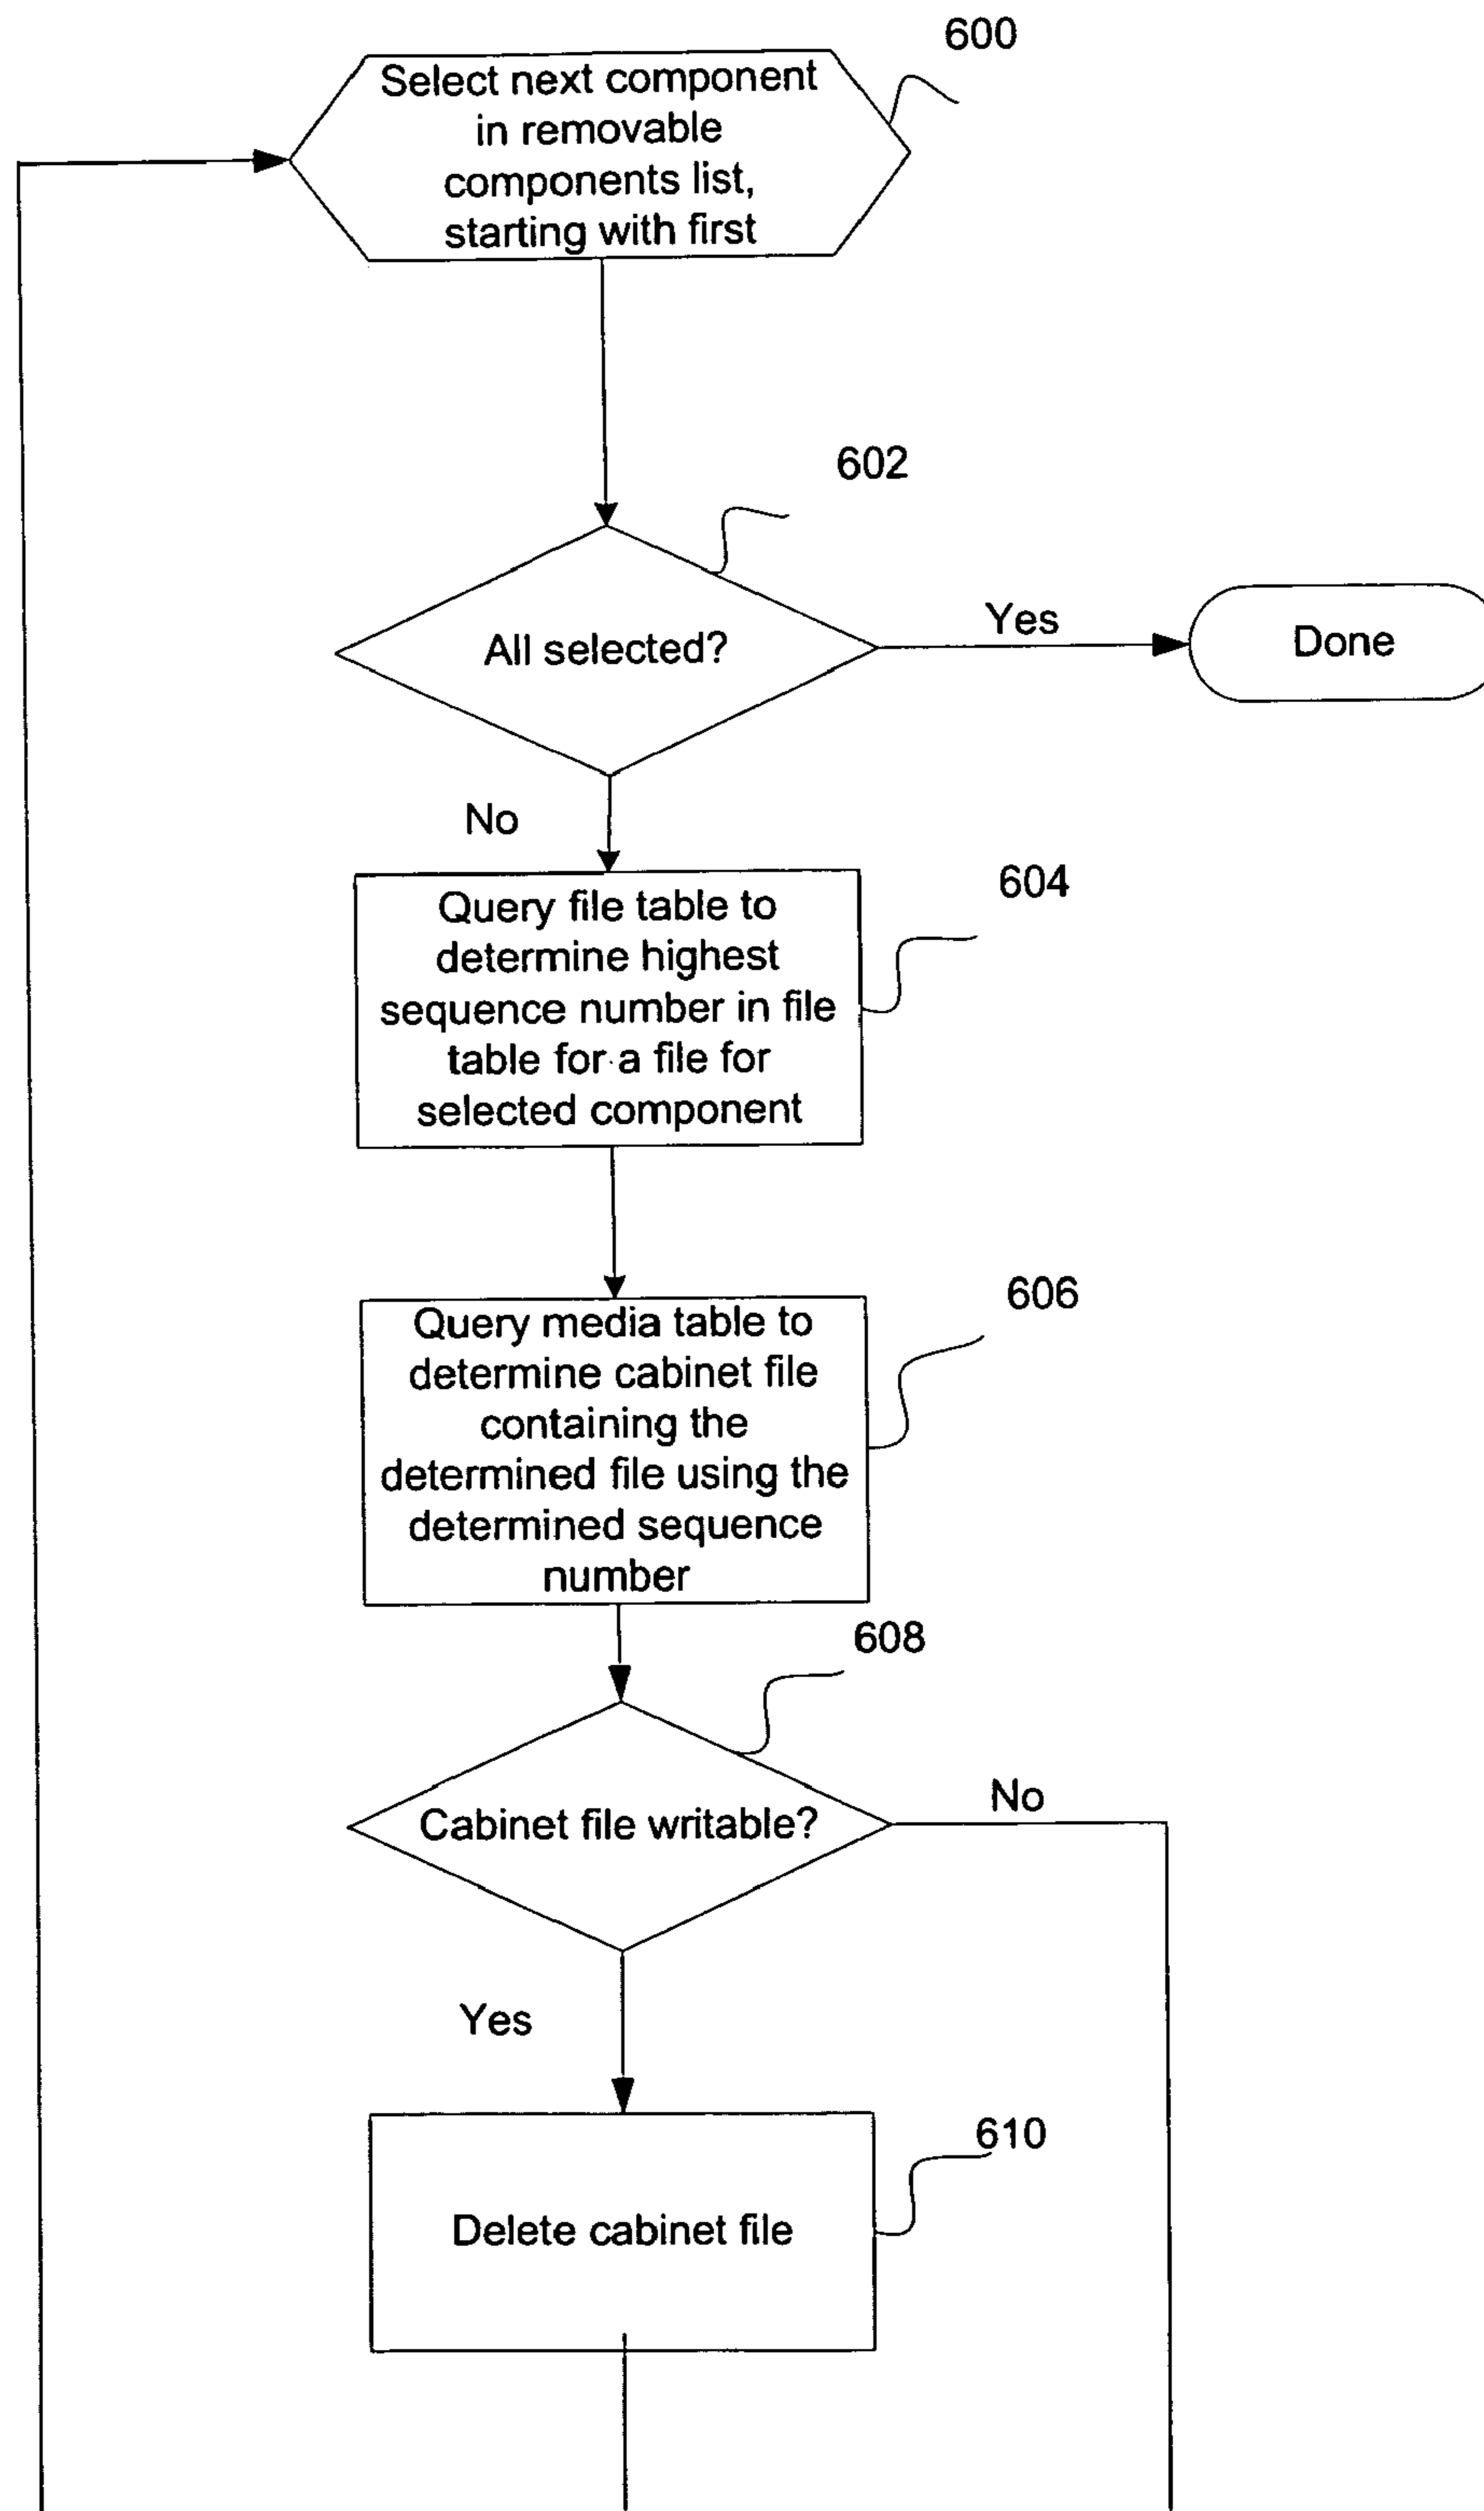 600
Select next component
in removable
components list,
starting with first
602
All selected?
Yes
Done
No
604
Query file table to
determine highest
sequence number in file
table for a file for
selected component
606
Query media table to
determine cabinet file
containing the
determined file using the
determined sequence
number
608
Cabinet file writable?
No
Yes
610
Delete cabinet file